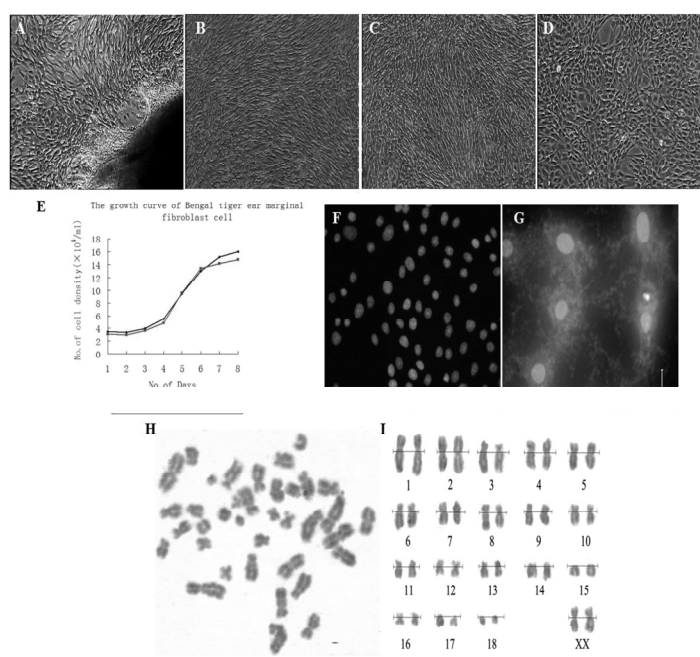 A B C D
E
The growth curve of Bengal tiger ear marginal
fibroblast cell
No.of cell density(×10⁴/ml)
18
16
14
12
10
8
6
4
2
0
1 2 3 4 5 6 7 8
No.of Days
F G
H I
1 2 3 4 5
6 7 8 9 10
11 12 13 14 15
16 17 18 XX